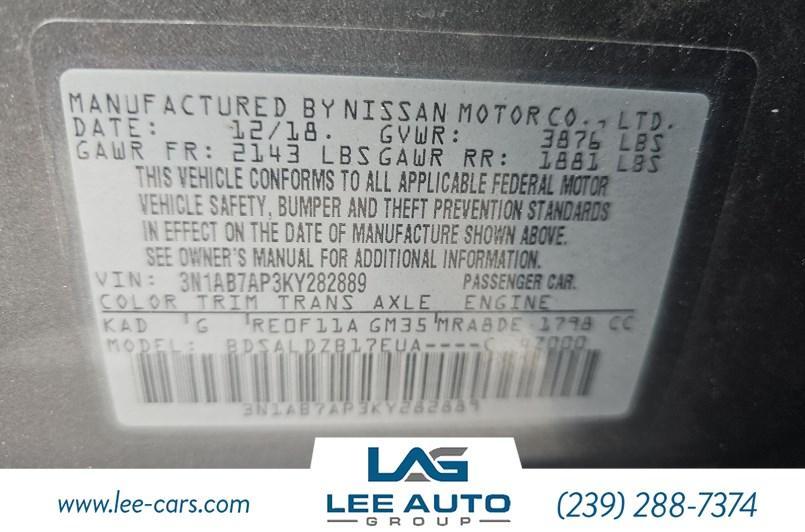 MANUFACTURED BY NISSAN MOTOR CO., LTD.
DATE: 12/18. GVWR: 3876 LBS
GAWR FR: 2143 LBS GAWR RR: 1881 LBS
THIS VEHICLE CONFORMS TO ALL APPLICABLE FEDERAL MOTOR
VEHICLE SAFETY, BUMPER AND THEFT PREVENTION STANDARDS
IN EFFECT ON THE DATE OF MANUFACTURE SHOWN ABOVE.
SEE OWNER'S MANUAL FOR ADDITIONAL INFORMATION.
VIN: 3N1AB7AP3KY282889 PASSENGER CAR.
COLOR TRIM TRANS AXLE ENGINE
KAD G RE0F11A GM35 MRA8DE 1798 CC
MODEL: BDSALDZB17EUA----C
3N1AB7AP3KY282889
LAG
LEE AUTO
GROUP
www.lee-cars.com
(239) 288-7374